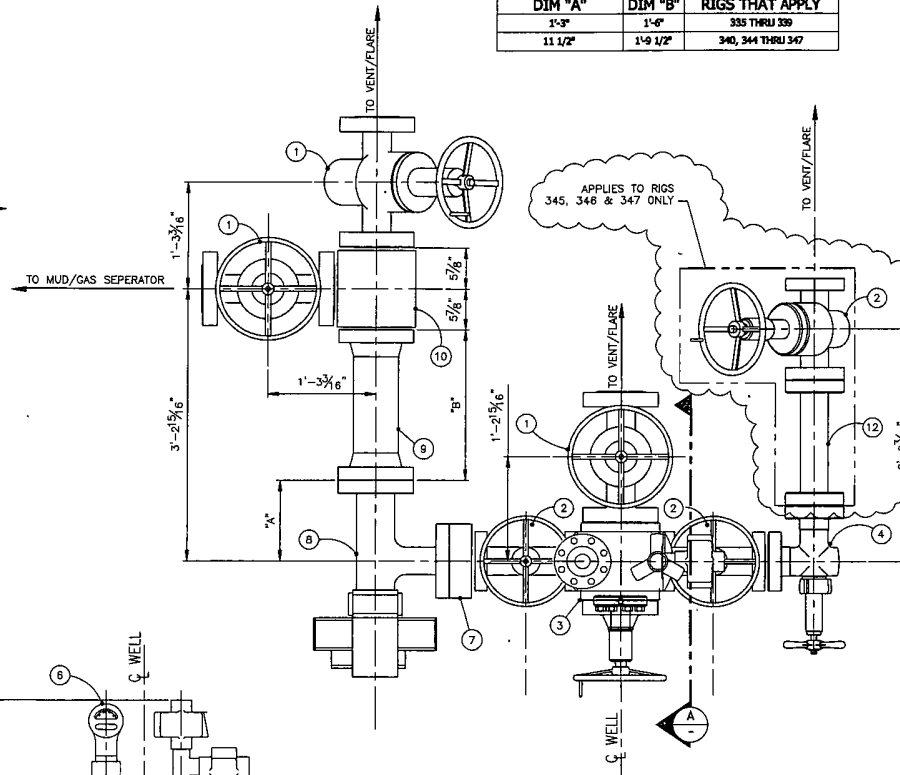 DIM "A" DIM "B" RIGS THAT APPLY
1'-3" 1'-6" 335 THRU 339
11 1/2" 1'-9 1/2" 340, 344 THRU 347
TO VENT/FLARE
1
TO VENT/FLARE
APPLIES TO RIGS
345, 346 & 347 ONLY
1'-3 3/16"
1
TO MUD/GAS SEPERATOR
5 7/8"
5 7/8"
10
2
TO VENT/FLARE
1'-3 3/16"
"B"
1'-2 15/16"
3'-2 15/16"
9
1
12
"A"
8
2
2
4
7
3
℄ WELL
6
A
-
℄ WELL